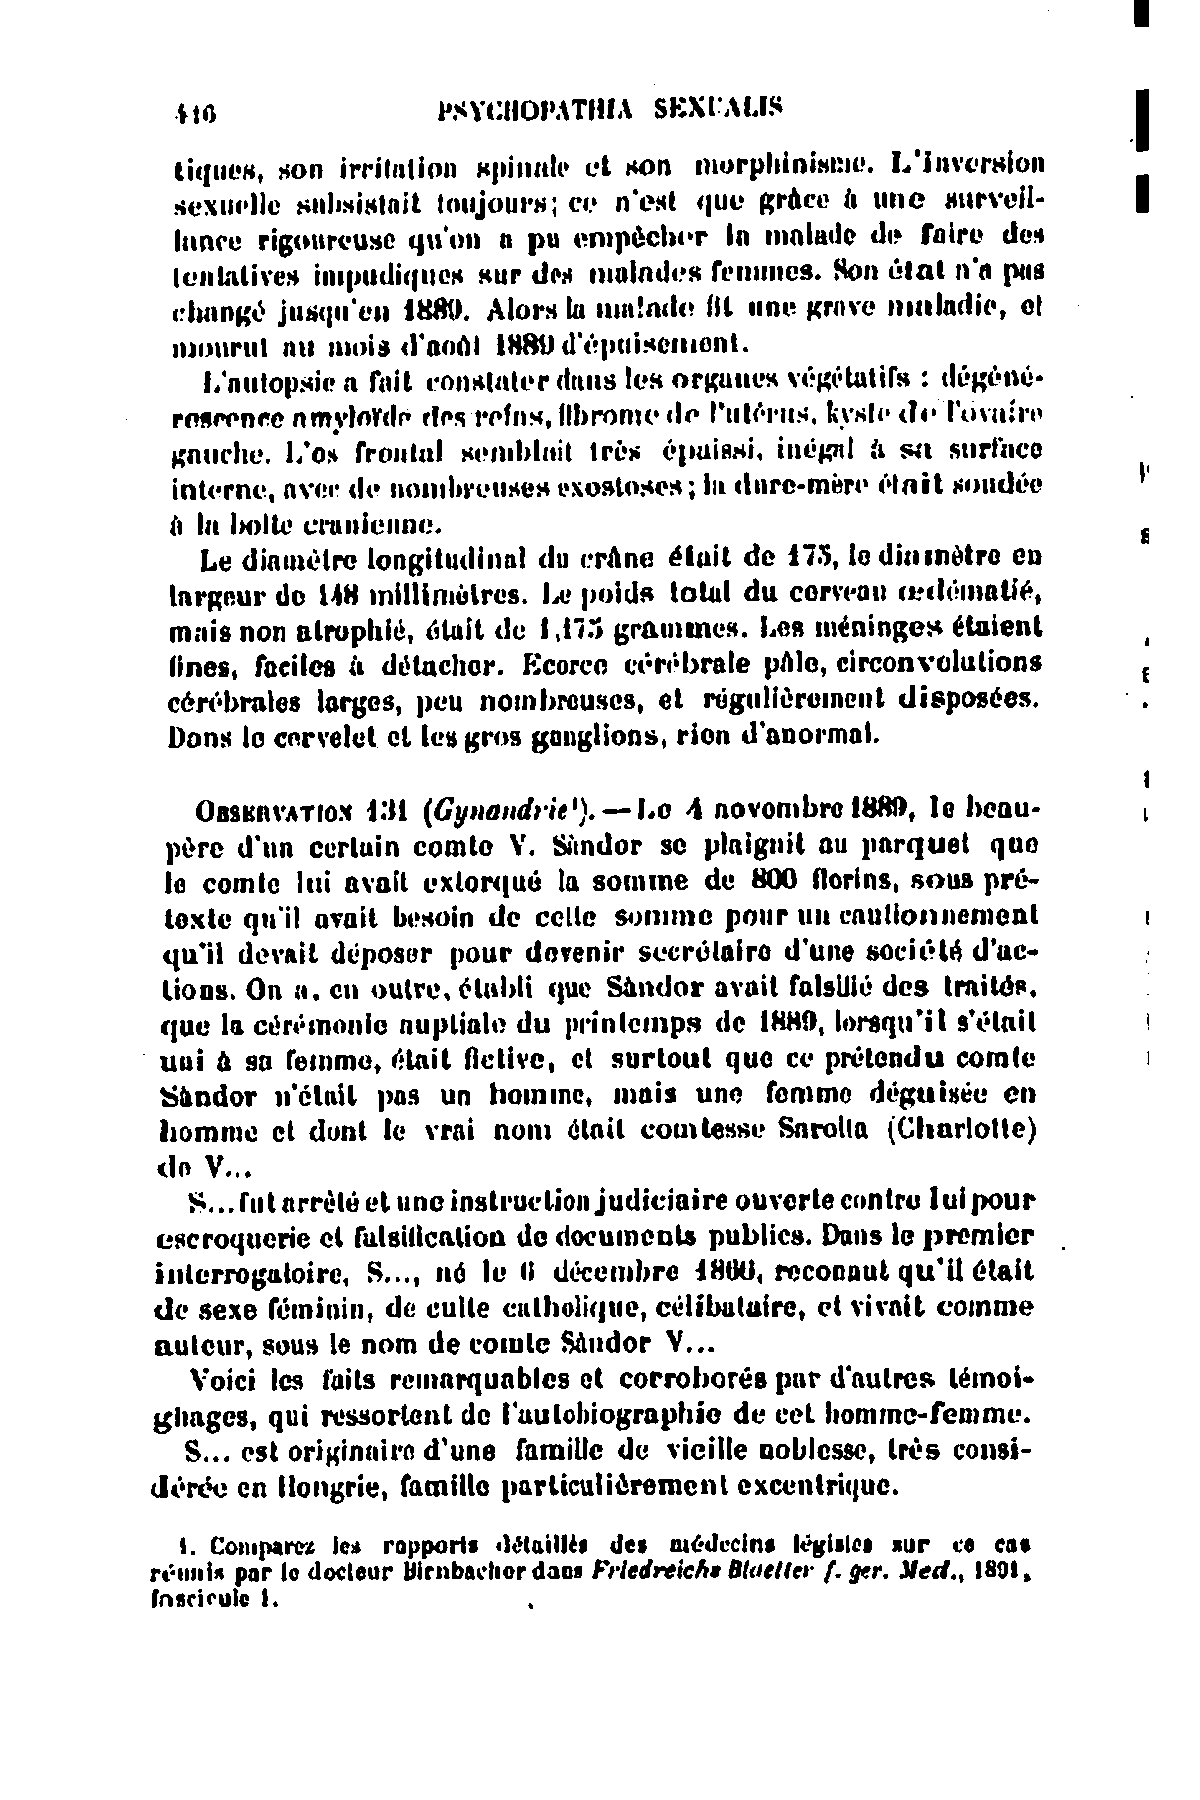 416 PSYCHOPATHIA SEXUALIS
tiques, son irritation spinale et son morphinisme. L'inversion
sexuelle subsistait toujours; ce n'est que grâce à une surveil-
lance rigoureuse qu'on a pu empêcher la malade de faire des
tentatives impudiques sur des malades femmes. Son état n'a pas
changé jusqu'en 1889. Alors la malade fit une grave maladie, et
mourut au mois d'août 1889 d'épuisement.
L'autopsie a fait constater dans les organes végétatifs : dégéné-
rescence amyloïde des reins, fibrome de l'utérus, kyste de l'ovaire
gauche. L'os frontal semblait très épaissi, inégal à sa surface
interne, avec de nombreuses exostoses; la dure-mère était soudée
à la boîte cranienne.
Le diamètre longitudinal du crâne était de 175, le diamètre en
largeur de 148 millimètres. Le poids total du cerveau œdématié,
mais non atrophié, était de 1,175 grammes. Les méninges étaient
fines, faciles à détacher. Ecorce cérébrale pâle, circonvolutions
cérébrales larges, peu nombreuses, et régulièrement disposées.
Dans le cervelet et les gros ganglions, rien d'anormal.
OBSERVATION 131 (Gynandrie¹). — Le 4 novembre 1889, le beau-
père d'un certain comte V. Sàndor se plaignit au parquet que
le comte lui avait extorqué la somme de 800 florins, sous pré-
texte qu'il avait besoin de cette somme pour un cautionnement
qu'il devait déposer pour devenir secrétaire d'une société d'ac-
tions. On a, en outre, établi que Sàndor avait falsifié des traités,
que la cérémonie nuptiale du printemps de 1889, lorsqu'il s'était
uni à sa femme, était fictive, et surtout que ce prétendu comte
Sàndor n'était pas un homme, mais une femme déguisée en
homme et dont le vrai nom était comtesse Sarolta (Charlotte)
de V...
S... fut arrêté et une instruction judiciaire ouverte contre lui pour
escroquerie et falsification de documents publics. Dans le premier
interrogatoire, S..., né le 6 décembre 1866, reconnut qu'il était
de sexe féminin, de culte catholique, célibataire, et vivait comme
auteur, sous le nom de comte Sàndor V...
Voici les faits remarquables et corroborés par d'autres témoi-
gnages, qui ressortent de l'autobiographie de cet homme-femme.
S... est originaire d'une famille de vieille noblesse, très consi-
dérée en Hongrie, famille particulièrement excentrique.
1. Comparez les rapports détaillés des médecins légistes sur ce cas
réunis par le docteur Birnbacher dans Friedreichs Blaetter f. ger. Med., 1891,
fascicule 1.